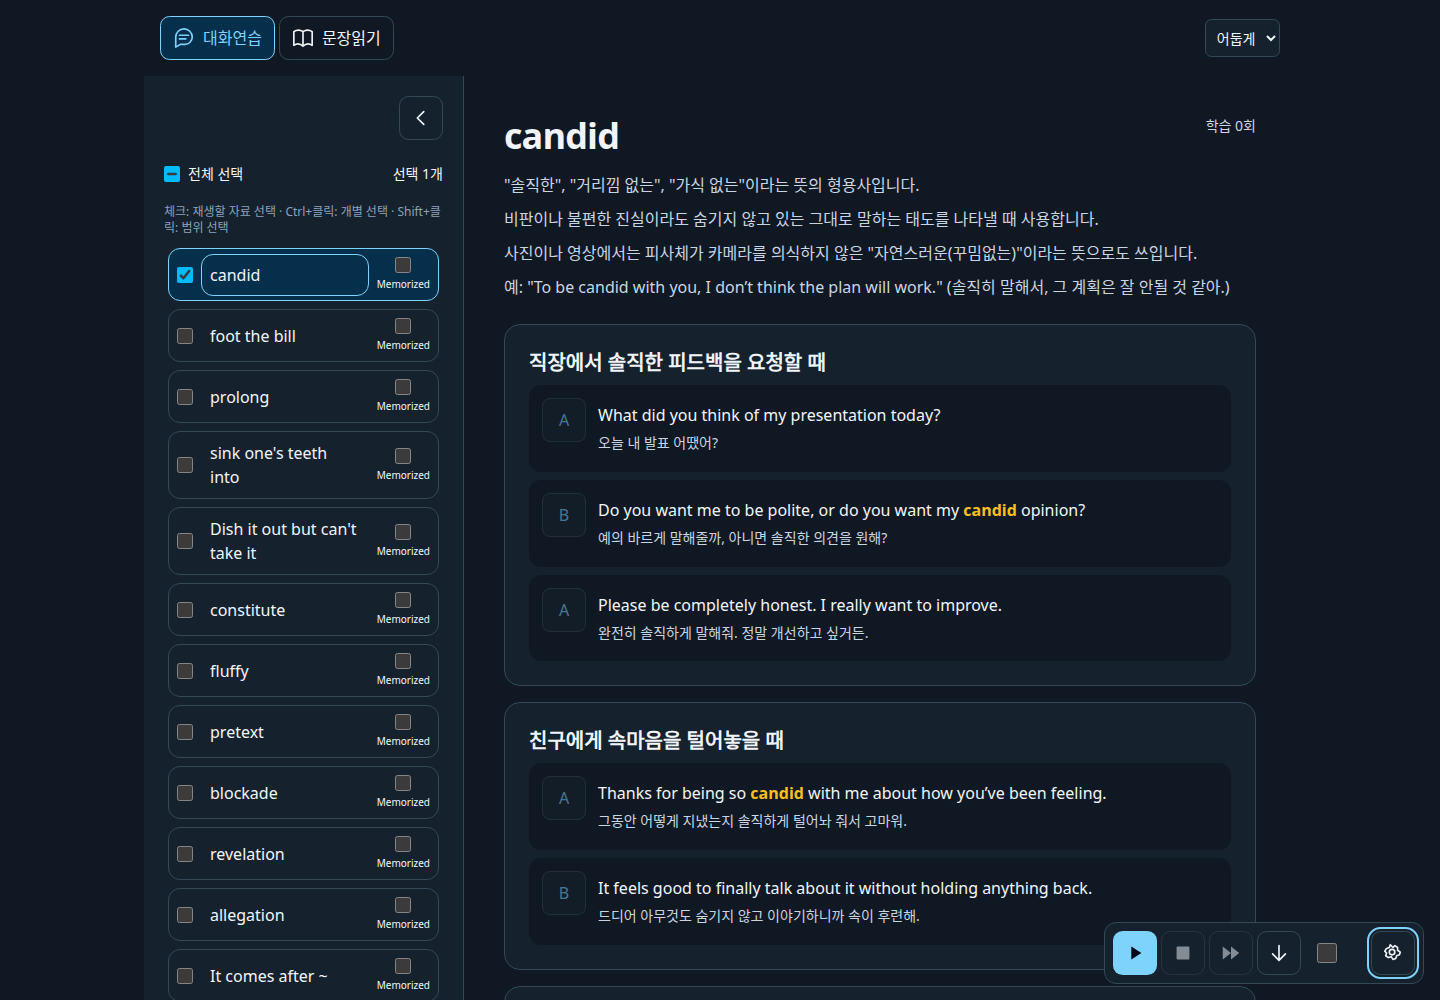 대화연습
문장읽기
어둡게
전체 선택
선택 1개
체크: 재생할 자료 선택 · Ctrl+클릭: 개별 선택 · Shift+클
릭: 범위 선택
candid
Memorized
foot the bill
Memorized
prolong
Memorized
sink one's teeth
into
Memorized
Dish it out but can't
take it
Memorized
constitute
Memorized
fluffy
Memorized
pretext
Memorized
blockade
Memorized
revelation
Memorized
allegation
Memorized
It comes after ~
Memorized
candid
학습 0회
"솔직한", "거리낌 없는", "가식 없는"이라는 뜻의 형용사입니다.
비판이나 불편한 진실이라도 숨기지 않고 있는 그대로 말하는 태도를 나타낼 때 사용합니다.
사진이나 영상에서는 피사체가 카메라를 의식하지 않은 "자연스러운(꾸밈없는)"이라는 뜻으로도 쓰입니다.
예: "To be candid with you, I don’t think the plan will work." (솔직히 말해서, 그 계획은 잘 안될 것 같아.)
직장에서 솔직한 피드백을 요청할 때
A
What did you think of my presentation today?
오늘 내 발표 어땠어?
B
Do you want me to be polite, or do you want my candid opinion?
예의 바르게 말해줄까, 아니면 솔직한 의견을 원해?
A
Please be completely honest. I really want to improve.
완전히 솔직하게 말해줘. 정말 개선하고 싶거든.
친구에게 속마음을 털어놓을 때
A
Thanks for being so candid with me about how you’ve been feeling.
그동안 어떻게 지냈는지 솔직하게 털어놔 줘서 고마워.
B
It feels good to finally talk about it without holding anything back.
드디어 아무것도 숨기지 않고 이야기하니까 속이 후련해.